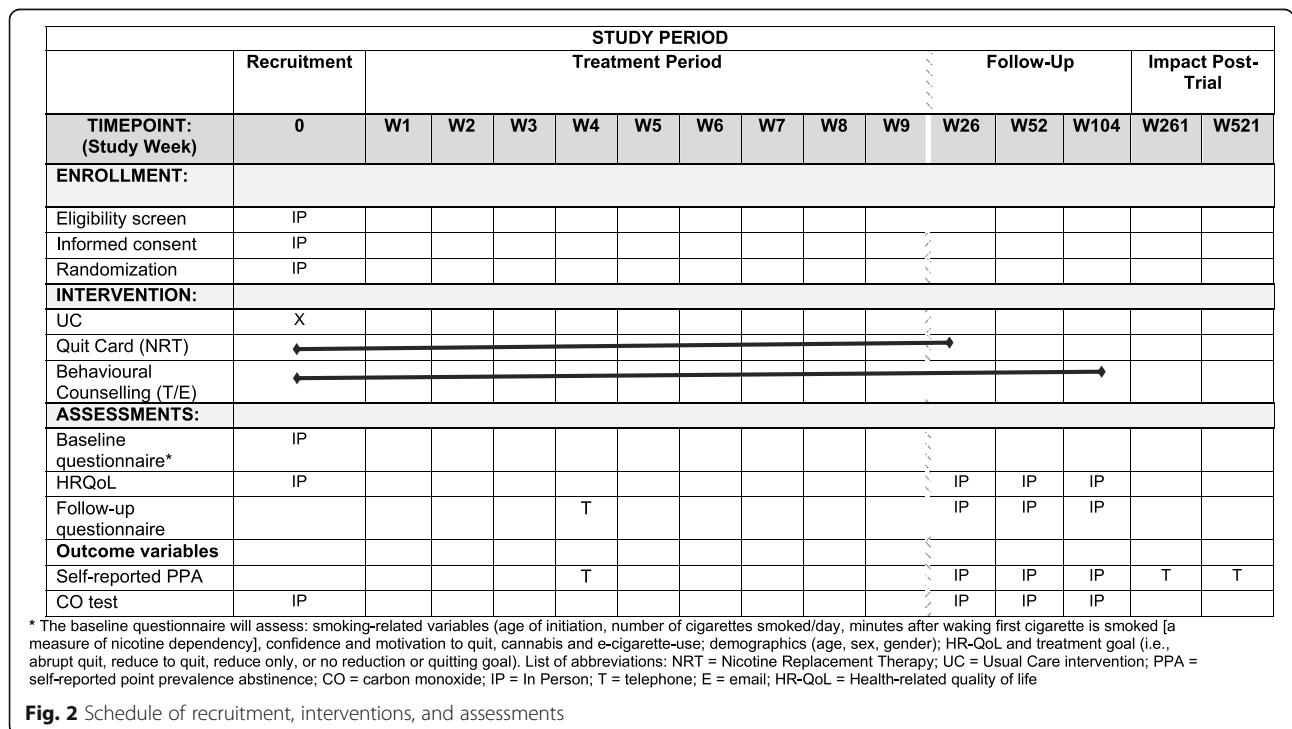 STUDY PERIOD
Recruitment Treatment Period Follow-Up Impact Post-
Trial
TIMEPOINT: 0 W1 W2 W3 W4 W5 W6 W7 W8 W9 W26 W52 W104 W261 W521
(Study Week)
ENROLLMENT:
Eligibility screen IP
Informed consent IP
Randomization IP
INTERVENTION:
UC X
Quit Card (NRT)
Behavioural
Counselling (T/E)
ASSESSMENTS:
Baseline IP
questionnaire*
HRQoL IP IP IP IP
Follow-up T IP IP IP
questionnaire
Outcome variables
Self-reported PPA T IP IP IP T T
CO test IP IP IP IP
* The baseline questionnaire will assess: smoking-related variables (age of initiation, number of cigarettes smoked/day, minutes after waking first cigarette is smoked [a
measure of nicotine dependency], confidence and motivation to quit, cannabis and e-cigarette-use; demographics (age, sex, gender); HR-QoL and treatment goal (i.e.,
abrupt quit, reduce to quit, reduce only, or no reduction or quitting goal). List of abbreviations: NRT = Nicotine Replacement Therapy; UC = Usual Care intervention; PPA =
self-reported point prevalence abstinence; CO = carbon monoxide; IP = In Person; T = telephone; E = email; HR-QoL = Health-related quality of life
Fig. 2 Schedule of recruitment, interventions, and assessments